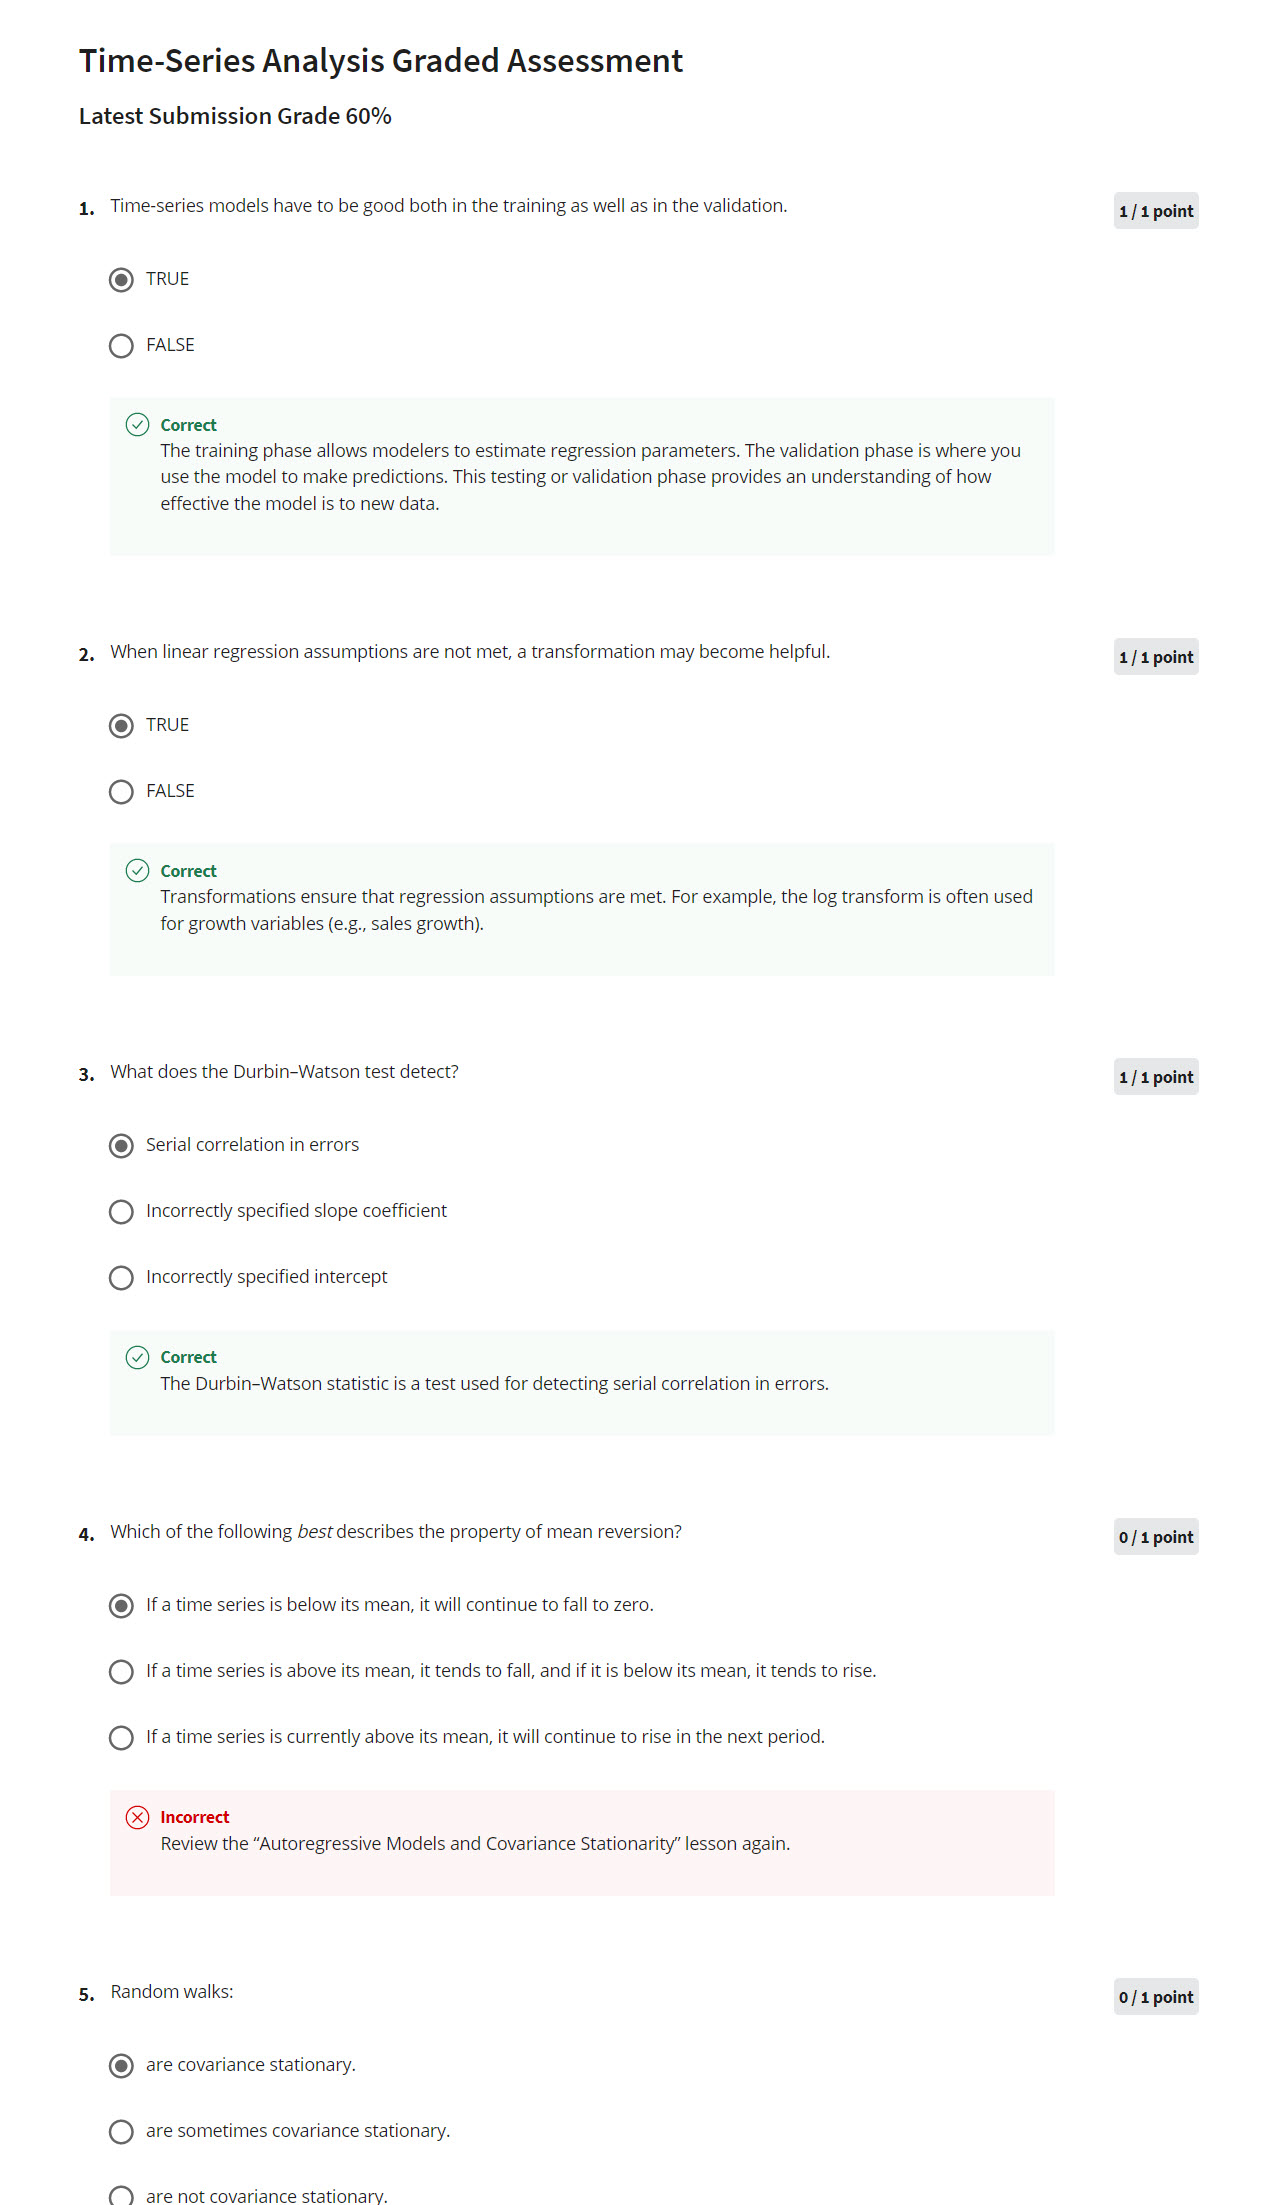 Time-Series Analysis Graded Assessment
Latest Submission Grade 60%
1. Time-series models have to be good both in the training as well as in the validation.
1 / 1 point
TRUE
FALSE
Correct
The training phase allows modelers to estimate regression parameters. The validation phase is where you
use the model to make predictions. This testing or validation phase provides an understanding of how
effective the model is to new data.
2. When linear regression assumptions are not met, a transformation may become helpful.
1 / 1 point
TRUE
FALSE
Correct
Transformations ensure that regression assumptions are met. For example, the log transform is often used
for growth variables (e.g., sales growth).
3. What does the Durbin–Watson test detect?
1 / 1 point
Serial correlation in errors
Incorrectly specified slope coefficient
Incorrectly specified intercept
Correct
The Durbin–Watson statistic is a test used for detecting serial correlation in errors.
4. Which of the following best describes the property of mean reversion?
0 / 1 point
If a time series is below its mean, it will continue to fall to zero.
If a time series is above its mean, it tends to fall, and if it is below its mean, it tends to rise.
If a time series is currently above its mean, it will continue to rise in the next period.
Incorrect
Review the “Autoregressive Models and Covariance Stationarity” lesson again.
5. Random walks:
0 / 1 point
are covariance stationary.
are sometimes covariance stationary.
are not covariance stationary.